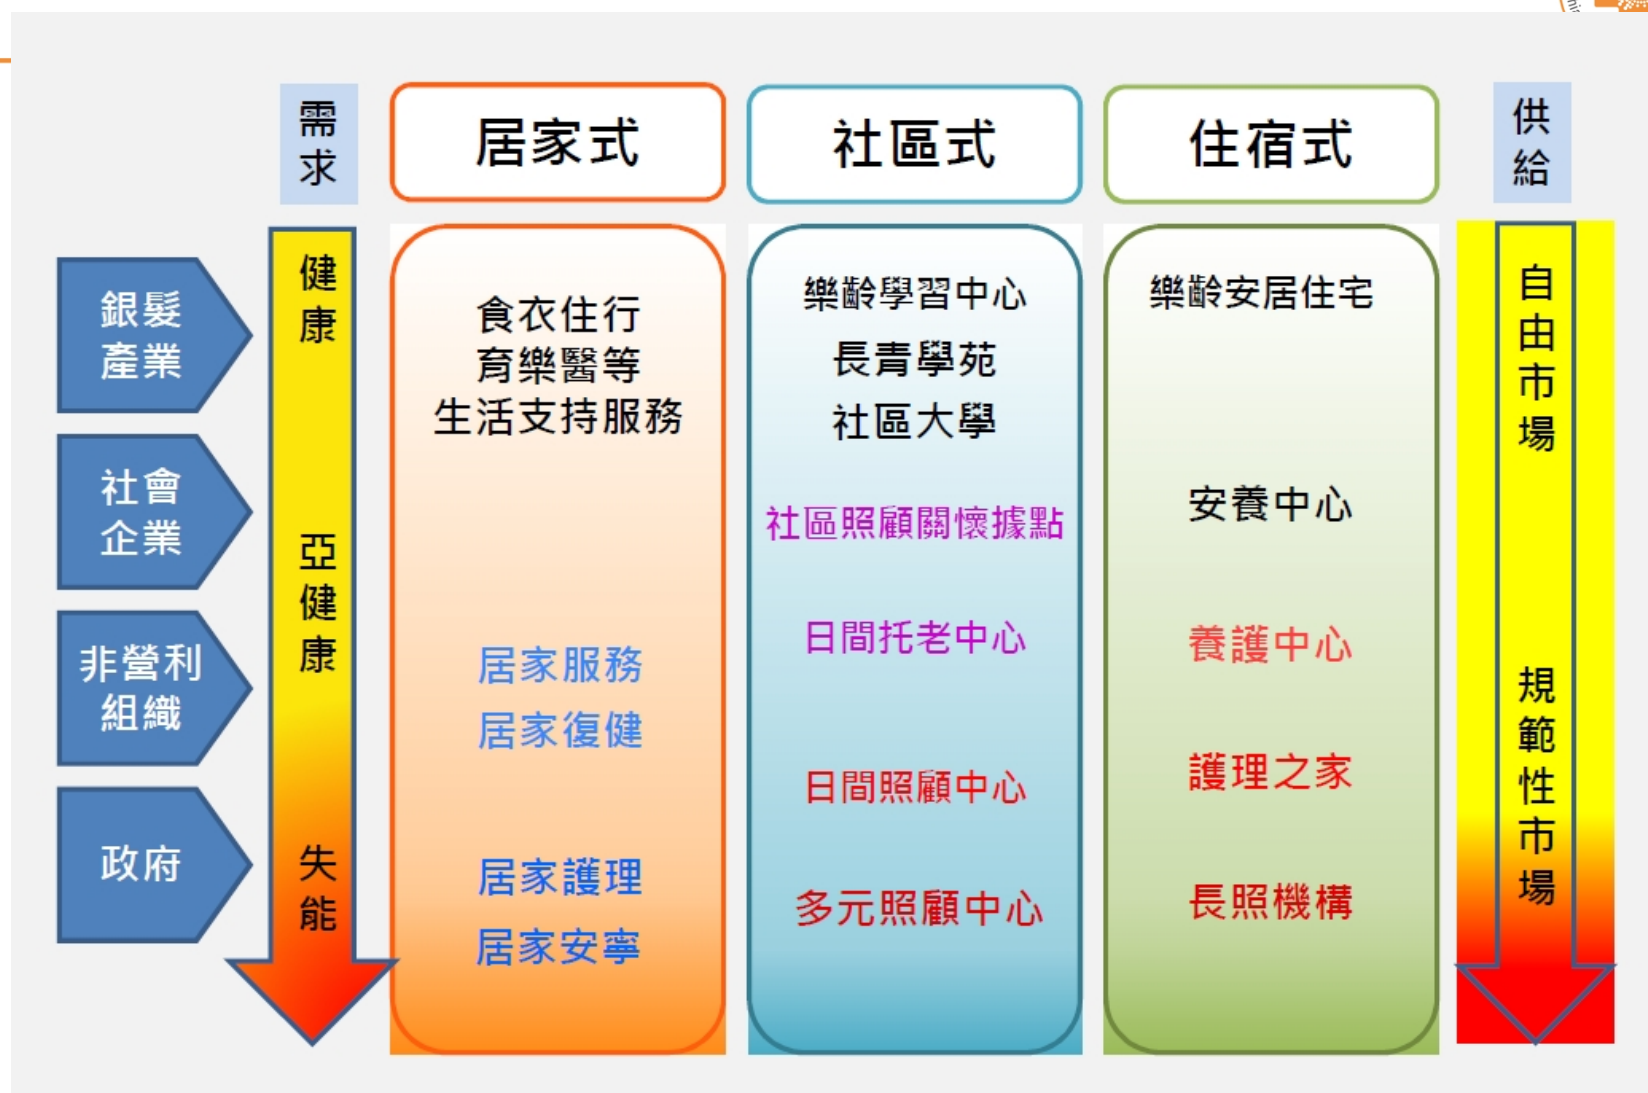 需求
居家式
社區式
住宿式
供給
銀髮
產業
社會
企業
非營利
組織
政府
健康
亞健康
失能
食衣住行
育樂醫等
生活支持服務
居家服務
居家復健
居家護理
居家安寧
樂齡學習中心
長青學苑
社區大學
社區照顧關懷據點
日間托老中心
日間照顧中心
多元照顧中心
樂齡安居住宅
安養中心
養護中心
護理之家
長照機構
自由市場
規範性市場